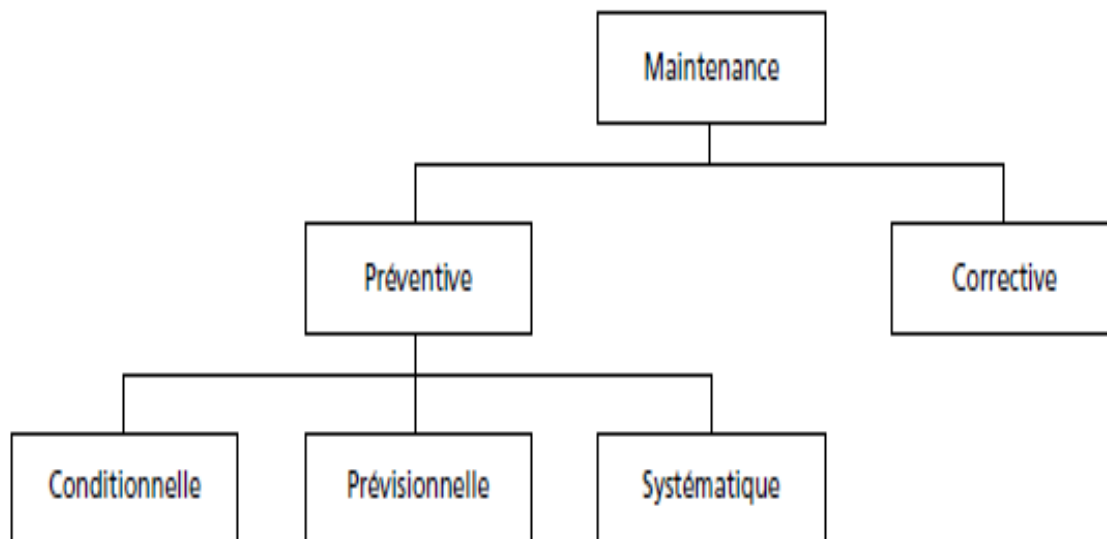 Maintenance
Préventive
Corrective
Conditionnelle
Prévisionnelle
Systématique